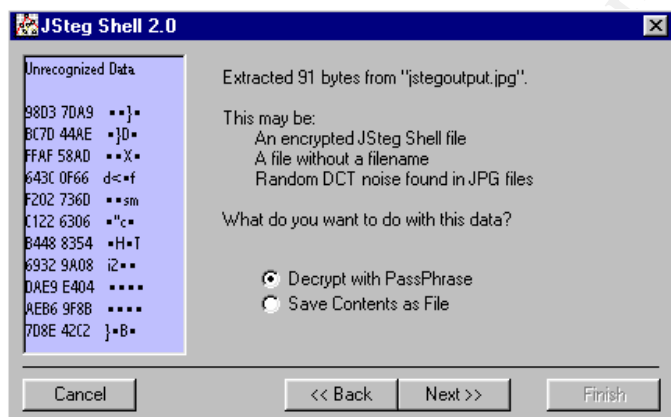 JSteg Shell 2.0
Unrecognized Data
98D3 7DA9 ▪▪}▪
BC7D 44AE ▪}D▪
FFAF 58AD ▪▪X▪
643C 0F66 d<▪f
F202 736D ▪▪sm
C122 6306 ▪"c▪
B448 8354 ▪H▪T
6932 9A08 i2▪▪
DAE9 E404 ▪▪▪▪
AEB6 9F8B ▪▪▪▪
7D8E 42C2 }▪B▪
Extracted 91 bytes from "jstegoutput.jpg".
This may be:
An encrypted JSteg Shell file
A file without a filename
Random DCT noise found in JPG files
What do you want to do with this data?
Decrypt with PassPhrase
Save Contents as File
Cancel
<< Back
Next >>
Finish